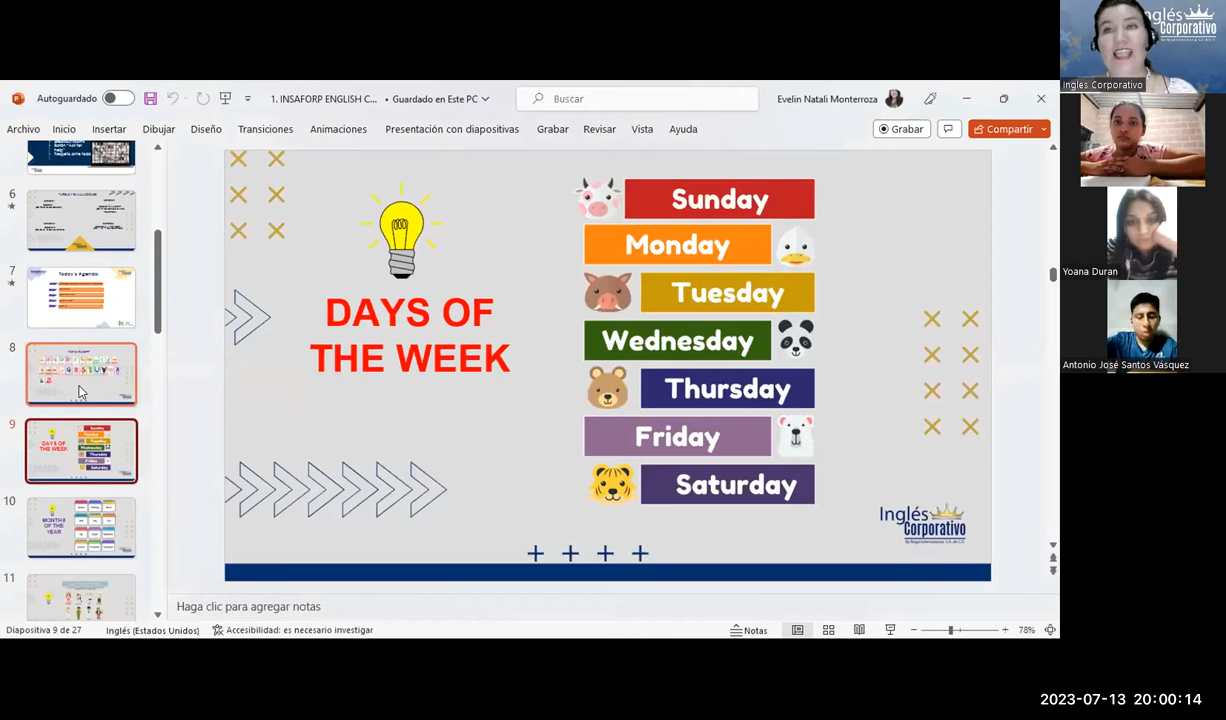 Autoguardado
1. INSAFORP ENGLISH C... • Guardado en Este PC
Buscar
Evelin Natali Monterroza
Archivo Inicio Insertar Dibujar Diseño Transiciones Animaciones Presentación con diapositivas Grabar Revisar Vista Ayuda
Grabar
Compartir
6
7
Today's Agenda:
8
9
DAYS OF
THE WEEK
10
MONTHS
OF THE
YEAR
11
DAYS OF
THE WEEK
Sunday
Monday
Tuesday
Wednesday
Thursday
Friday
Saturday
Inglés
Corporativo
Haga clic para agregar notas
Diapositiva 9 de 27
Inglés (Estados Unidos)
Accesibilidad: es necesario investigar
Notas
78%
Inglés
Corporativo
Ingles Corporativo
Yoana Duran
Antonio José Santos Vásquez
2023-07-13 20:00:14